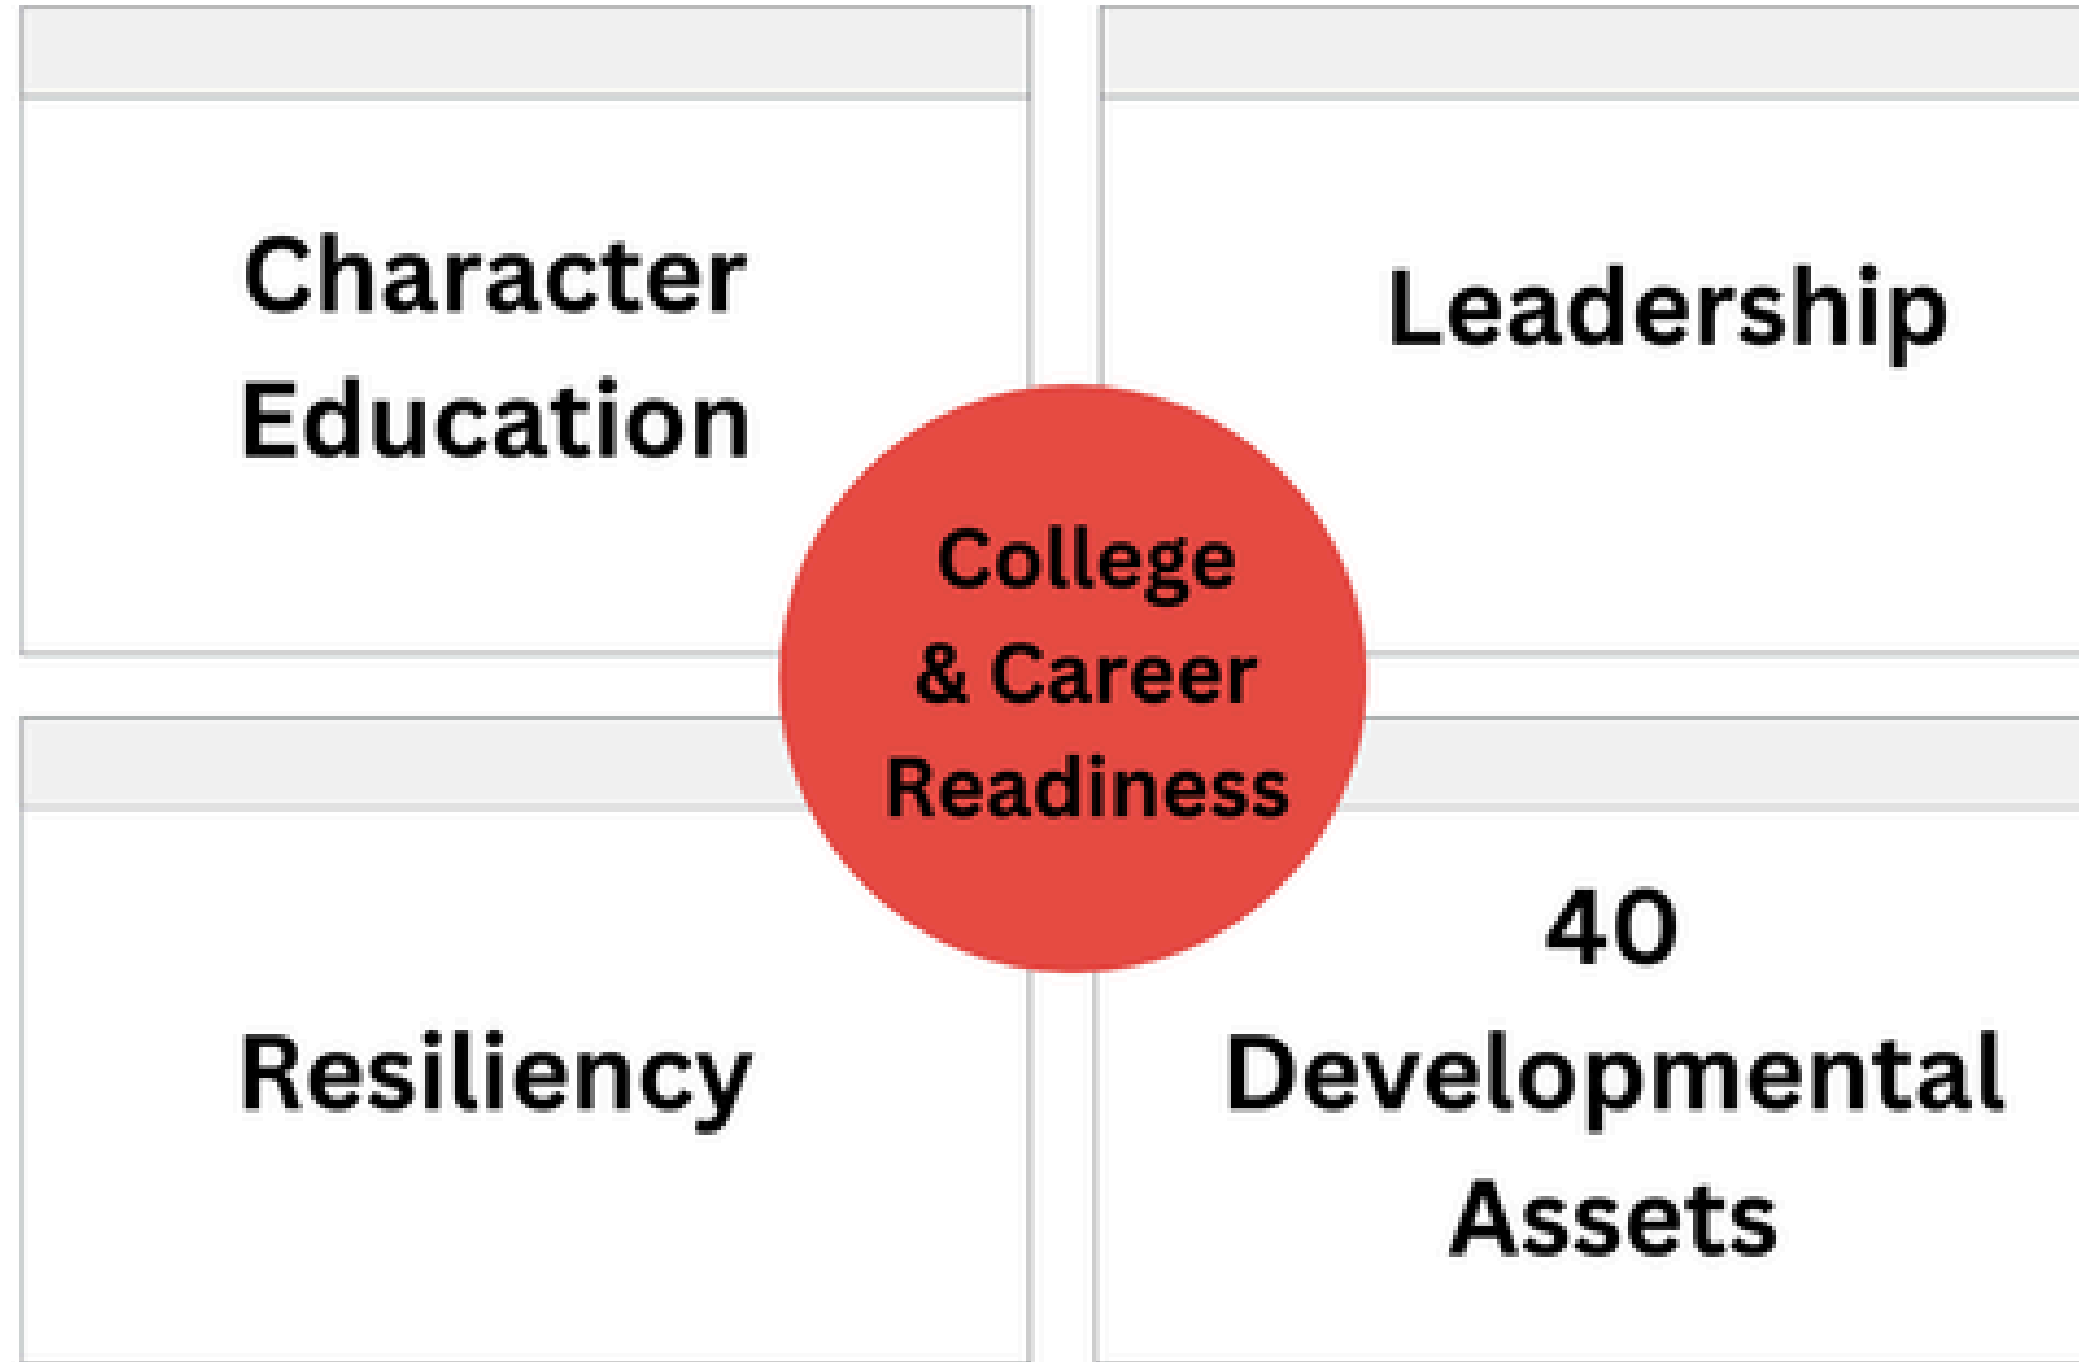 Character
Education
Leadership
College
& Career
Readiness
Resiliency
40
Developmental
Assets